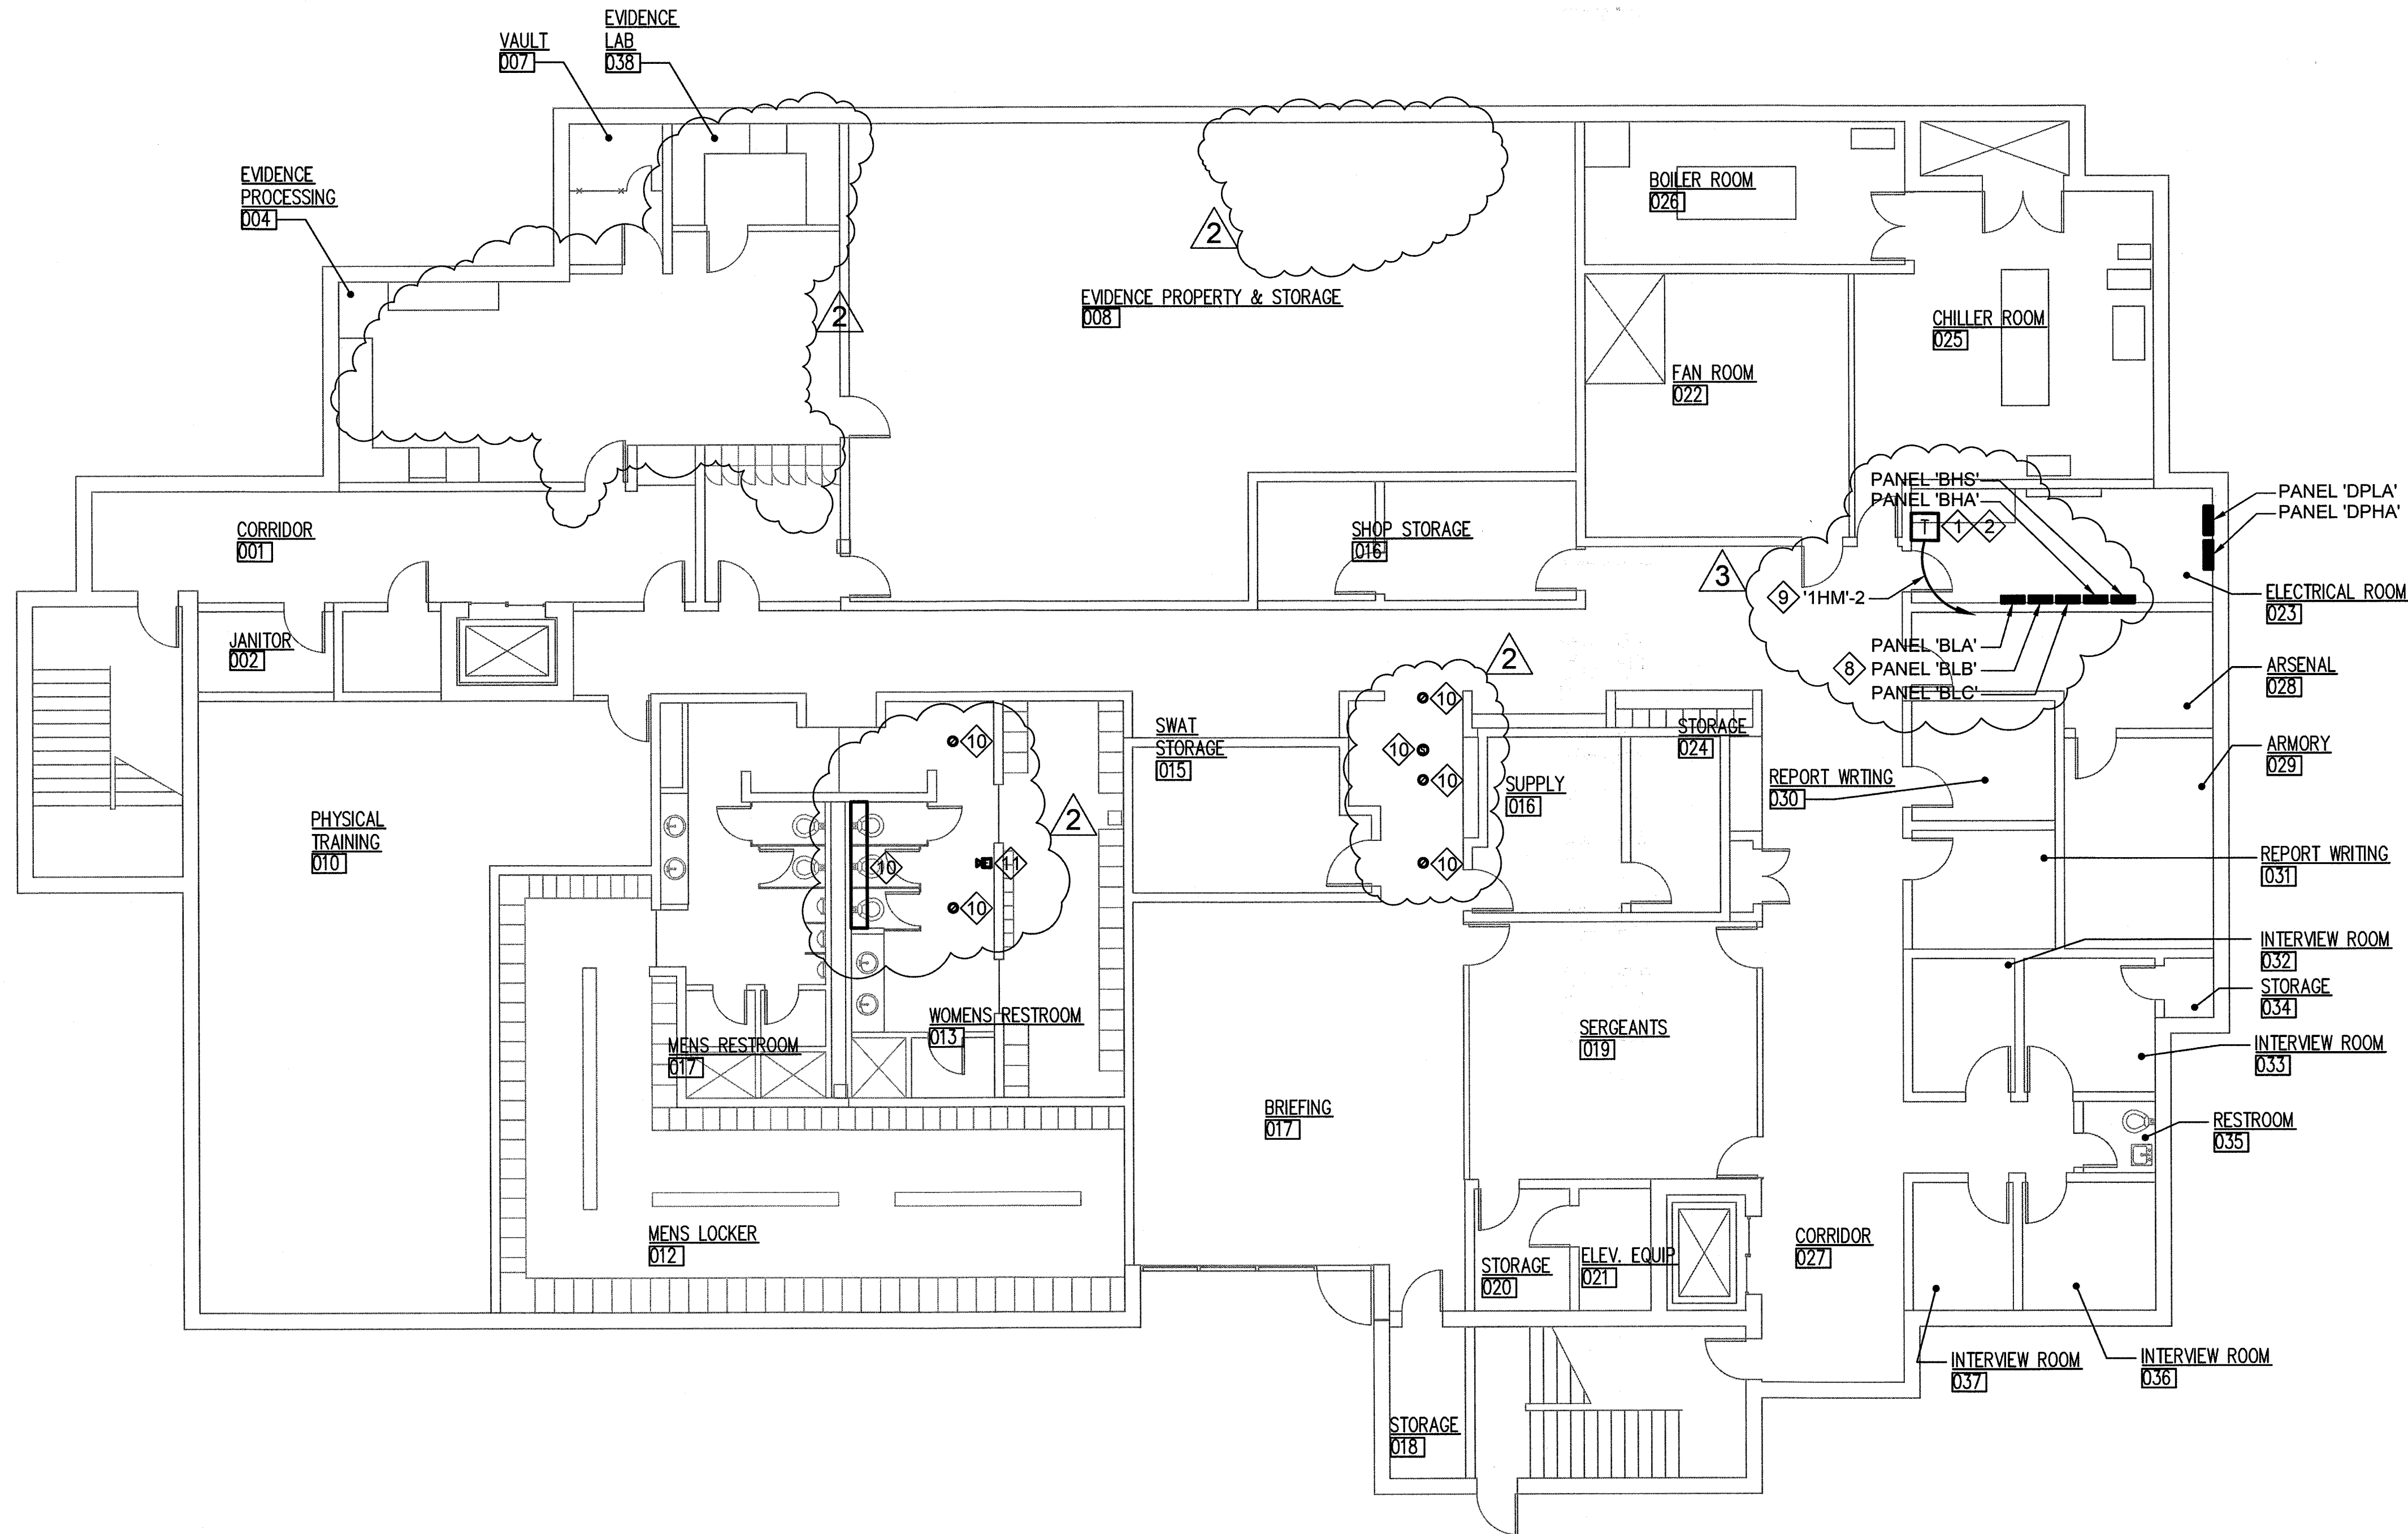 EVIDENCE
LAB
038
VAULT
007
EVIDENCE
PROCESSING
004
2
BOILER ROOM
026
2
EVIDENCE PROPERTY & STORAGE
008
CHILLER ROOM
025
FAN ROOM
022
PANEL 'BHS'
PANEL 'BHA'
PANEL 'DPLA'
PANEL 'DPHA'
CORRIDOR
001
SHOP STORAGE
016
T 1 2
3
9 '1HM'-2
ELECTRICAL ROOM
023
JANITOR
002
PANEL 'BLA'
8 PANEL 'BLB'
PANEL 'BLC'
2
ARSENAL
028
10
10
10
10
SWAT
STORAGE
015
STORAGE
024
ARMORY
029
10
REPORT WRTING
030
SUPPLY
016
PHYSICAL
TRAINING
010
2
10
11
10
REPORT WRITING
031
INTERVIEW ROOM
032
STORAGE
034
WOMENS RESTROOM
013
SERGEANTS
019
MENS RESTROOM
017
INTERVIEW ROOM
033
BRIEFING
017
RESTROOM
035
MENS LOCKER
012
CORRIDOR
027
STORAGE
020
ELEV. EQUIP
021
INTERVIEW ROOM
037
INTERVIEW ROOM
036
STORAGE
018